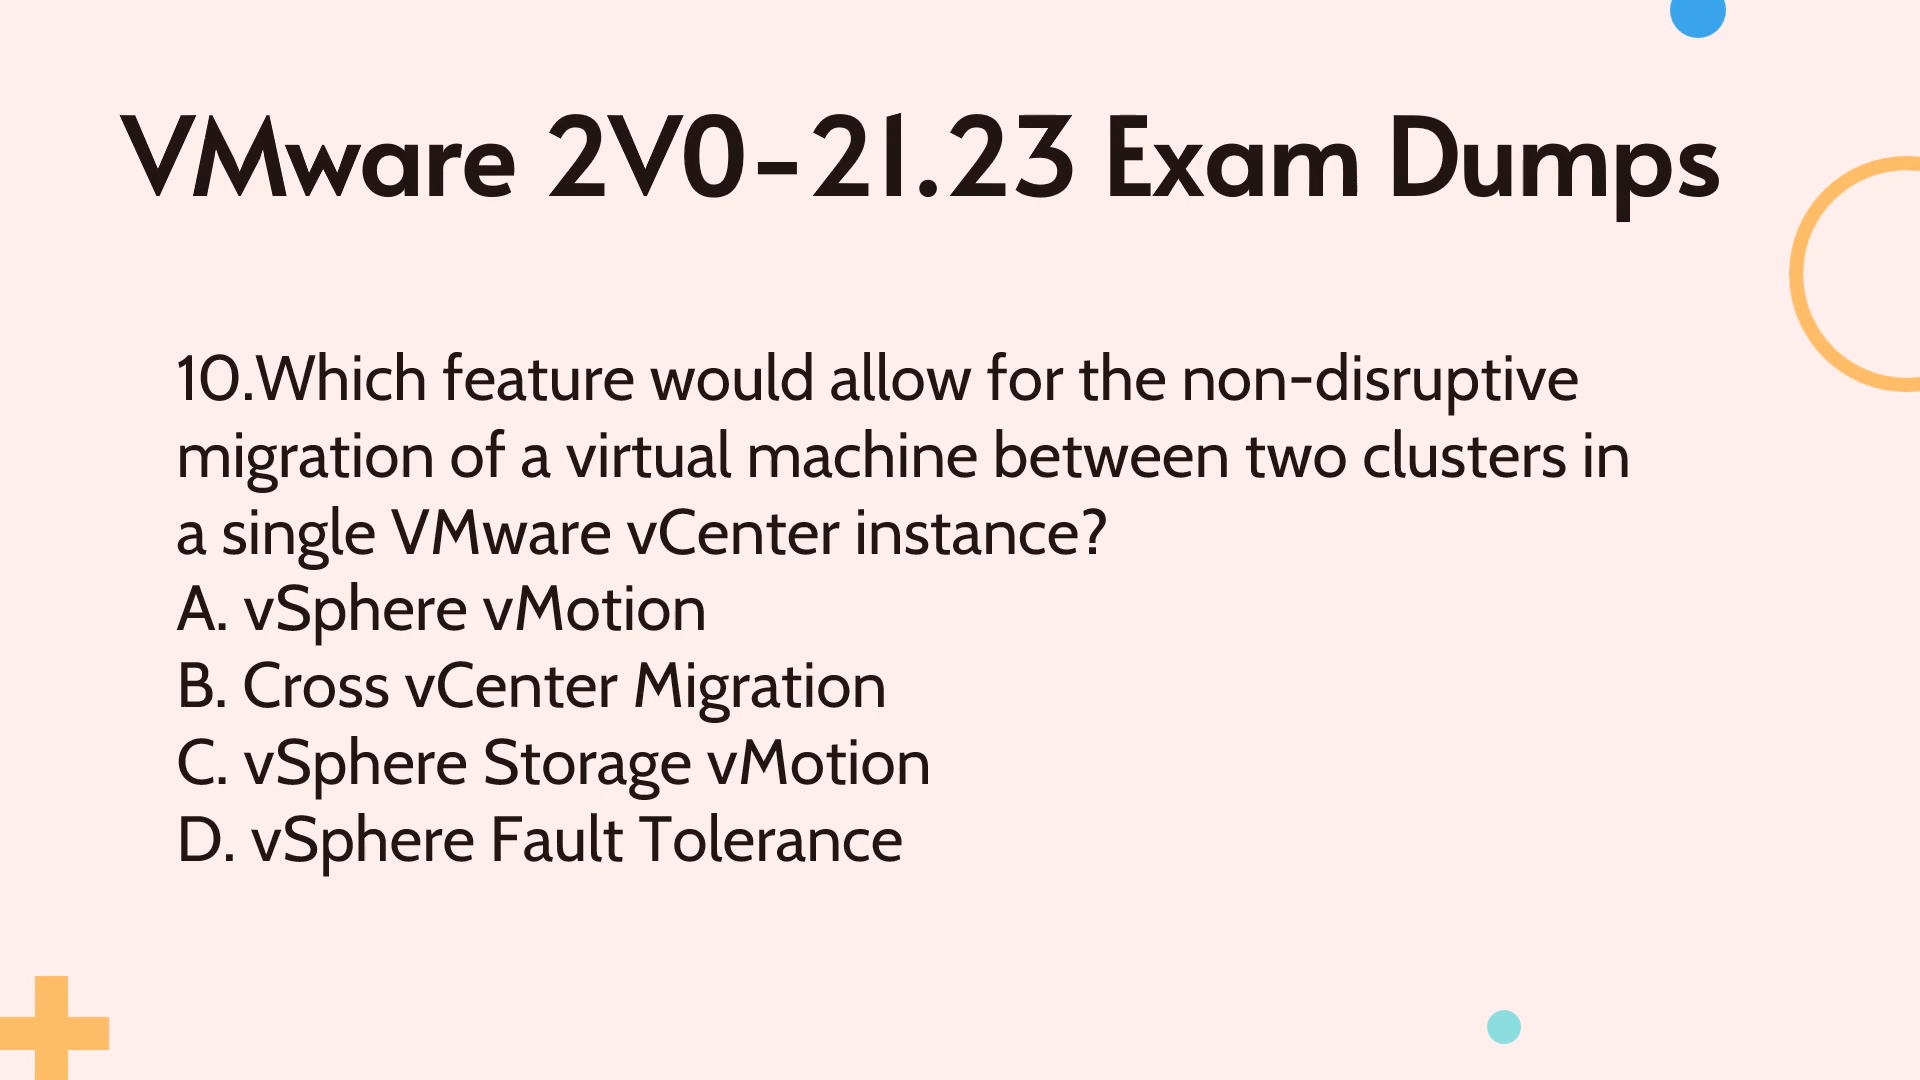 VMware 2V0-21.23 Exam Dumps
10.Which feature would allow for the non-disruptive
migration of a virtual machine between two clusters in
a single VMware vCenter instance?
A. vSphere vMotion
B. Cross vCenter Migration
C. vSphere Storage vMotion
D. vSphere Fault Tolerance